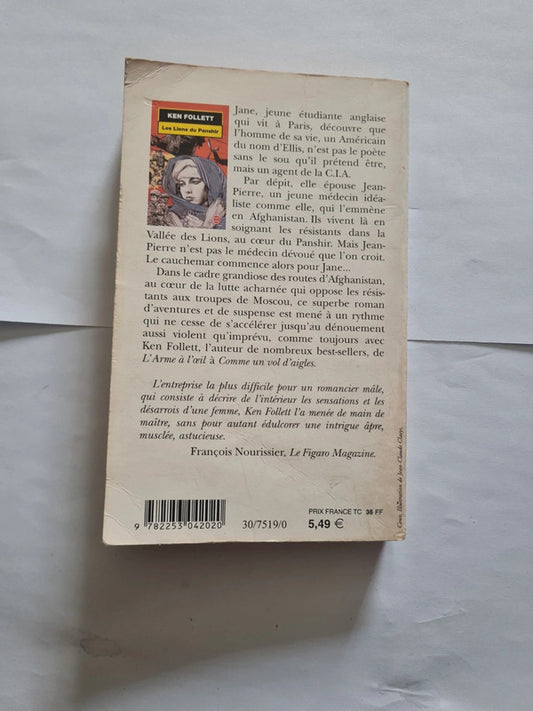 KEN FOLLETT
Les Lions du Panshir
Jane, jeune étudiante anglaise
qui vit à Paris, découvre que
l'homme de sa vie, un Américain
du nom d'Ellis, n'est pas le poète
sans le sou qu'il prétend être,
mais un agent de la C.I.A.
Par dépit, elle épouse Jean-
Pierre, un jeune médecin idéa-
liste comme elle, qui l'emmène
en Afghanistan. Ils vivent là en
soignant les résistants dans la
Vallée des Lions, au cœur du Panshir. Mais Jean-
Pierre n'est pas le médecin dévoué que l'on croit.
Le cauchemar commence alors pour Jane...
Dans le cadre grandiose des routes d'Afghanistan,
au cœur de la lutte acharnée qui oppose les résis-
tants aux troupes de Moscou, ce superbe roman
d'aventures et de suspense est mené à un rythme
qui ne cesse de s'accélérer jusqu'au dénouement
aussi violent qu'imprévu, comme toujours avec
Ken Follett, l'auteur de nombreux best-sellers, de
L'Arme à l'œil à Comme un vol d'aigles.
L'entreprise la plus difficile pour un romancier mâle,
qui consiste à décrire de l'intérieur les sensations et les
désarrois d'une femme, Ken Follett l'a menée de main de
maître, sans pour autant édulcorer une intrigue âpre,
musclée, astucieuse.
François Nourissier, Le Figaro Magazine.
9 782253 042020
30/7519/0
PRIX FRANCE TC 36 FF
5,49 €